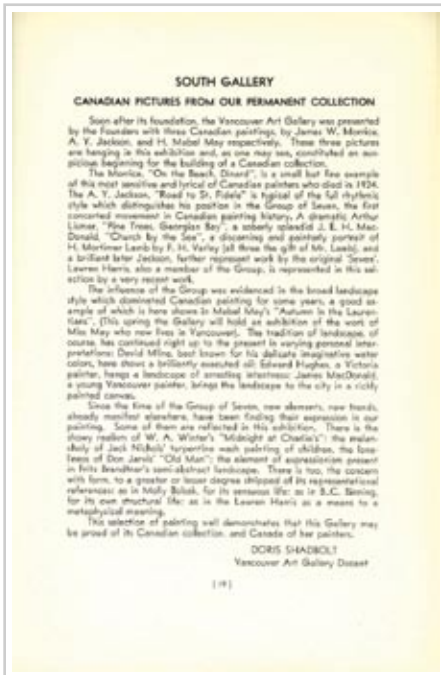 SOUTH GALLERY
CANADIAN PICTURES FROM OUR PERMANENT COLLECTION
Soon after its foundation, the Vancouver Art Gallery was presented
by the Founders with three Canadian paintings, by James W. Morrice,
A. Y. Jackson, and H. Mabel May respectively. These three pictures
are hanging in this exhibition and, as one may see, constituted an aus-
picious beginning for the building of a Canadian collection.
The Morrice, "On the Beach, Dinard", is a small but fine example
of this most sensitive and lyrical of Canadian painters who died in 1924.
The A. Y. Jackson, "Road to St. Fidele" is typical of the full rhythmic
style which distinguishes his position in the Group of Seven, the first
concerted movement in Canadian painting history. A dramatic Arthur
Lismer, "Pine Trees, Georgian Bay", a soberly splendid J. E. H. Mac-
Donald, "Church by the Sea", a discerning and painterly portrait of
H. Mortimer Lamb by F. H. Varley (all three the gift of Mr. Lamb), and
a brilliant later Jackson, further represent work by the original 'Seven'.
Lawren Harris, also a member of the Group, is represented in this sel-
ection by a very recent work.
The influence of the Group was evidenced in the broad landscape
style which dominated Canadian painting for some years, a good ex-
ample of which is here shown in Mabel May's "Autumn in the Lauren-
tians". (This spring the Gallery will hold an exhibition of the work of
Miss May who now lives in Vancouver). The tradition of landscape, of
course, has continued right up to the present in varying personal inter-
pretations: David Milne, best known for his delicate imaginative water
colors, here shows a brilliantly executed oil; Edward Hughes, a Victoria
painter, hangs a landscape of arresting intentness; James MacDonald,
a young Vancouver painter, brings the landscape to the city in a richly
painted canvas.
Since the time of the Group of Seven, new elements, new trends,
already manifest elsewhere, have been finding their expression in our
painting. Some of them are reflected in this exhibition. There is the
showy realism of W. A. Winter's "Midnight at Charlie's"; the melan-
choly of Jack Nichols' turpentine wash painting of children, the lone-
liness of Don Jarvis' "Old Man"; the element of expressionism present
in Fritz Brandtner's semi-abstract landscape. There is too, the concern
with form, to a greater or lesser degree stripped of its representational
references: as in Molly Bobak, for its sensuous life; as in B.C. Binning,
for its own structural life; as in the Lawren Harris as a means to a
metaphysical meaning.
This selection of painting well demonstrates that this Gallery may
be proud of its Canadian collection, and Canada of her painters.
DORIS SHADBOLT
Vancouver Art Gallery Docent
[19]